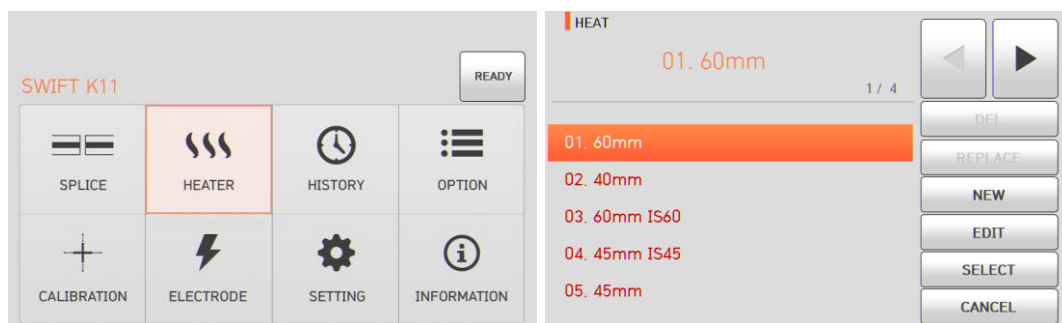 SWIFT K11
READY
SPLICE
HEATER
HISTORY
OPTION
CALIBRATION
ELECTRODE
SETTING
INFORMATION
HEAT
01. 60mm
1 / 4
01. 60mm
02. 40mm
03. 60mm IS60
04. 45mm IS45
05. 45mm
DEL
REPLACE
NEW
EDIT
SELECT
CANCEL